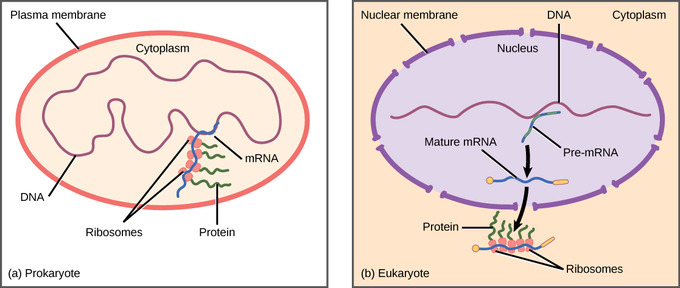 Plasma membrane
Cytoplasm
mRNA
DNA
Ribosomes
Protein
(a) Prokaryote
Nuclear membrane
DNA
Cytoplasm
Nucleus
Mature mRNA
Pre-mRNA
Protein
Ribosomes
(b) Eukaryote